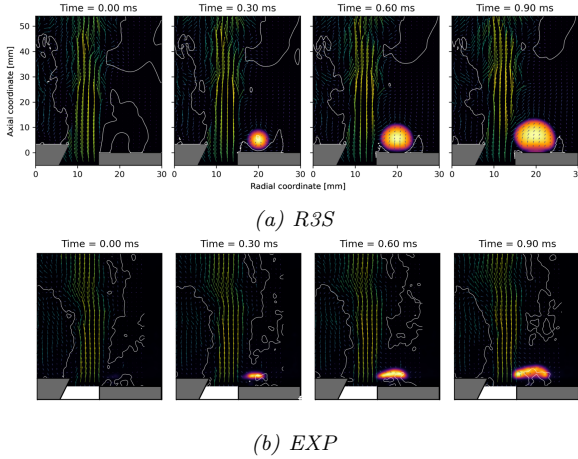 Time = 0.00 ms Time = 0.30 ms Time = 0.60 ms Time = 0.90 ms
Axial coordinate [mm]
50
40
30
20
10
0
0 10 20 30 0 10 20 30 0 10 20 30 0 10 20 30
Radial coordinate [mm]
(a) R3S
Time = 0.00 ms Time = 0.30 ms Time = 0.60 ms Time = 0.90 ms
(b) EXP